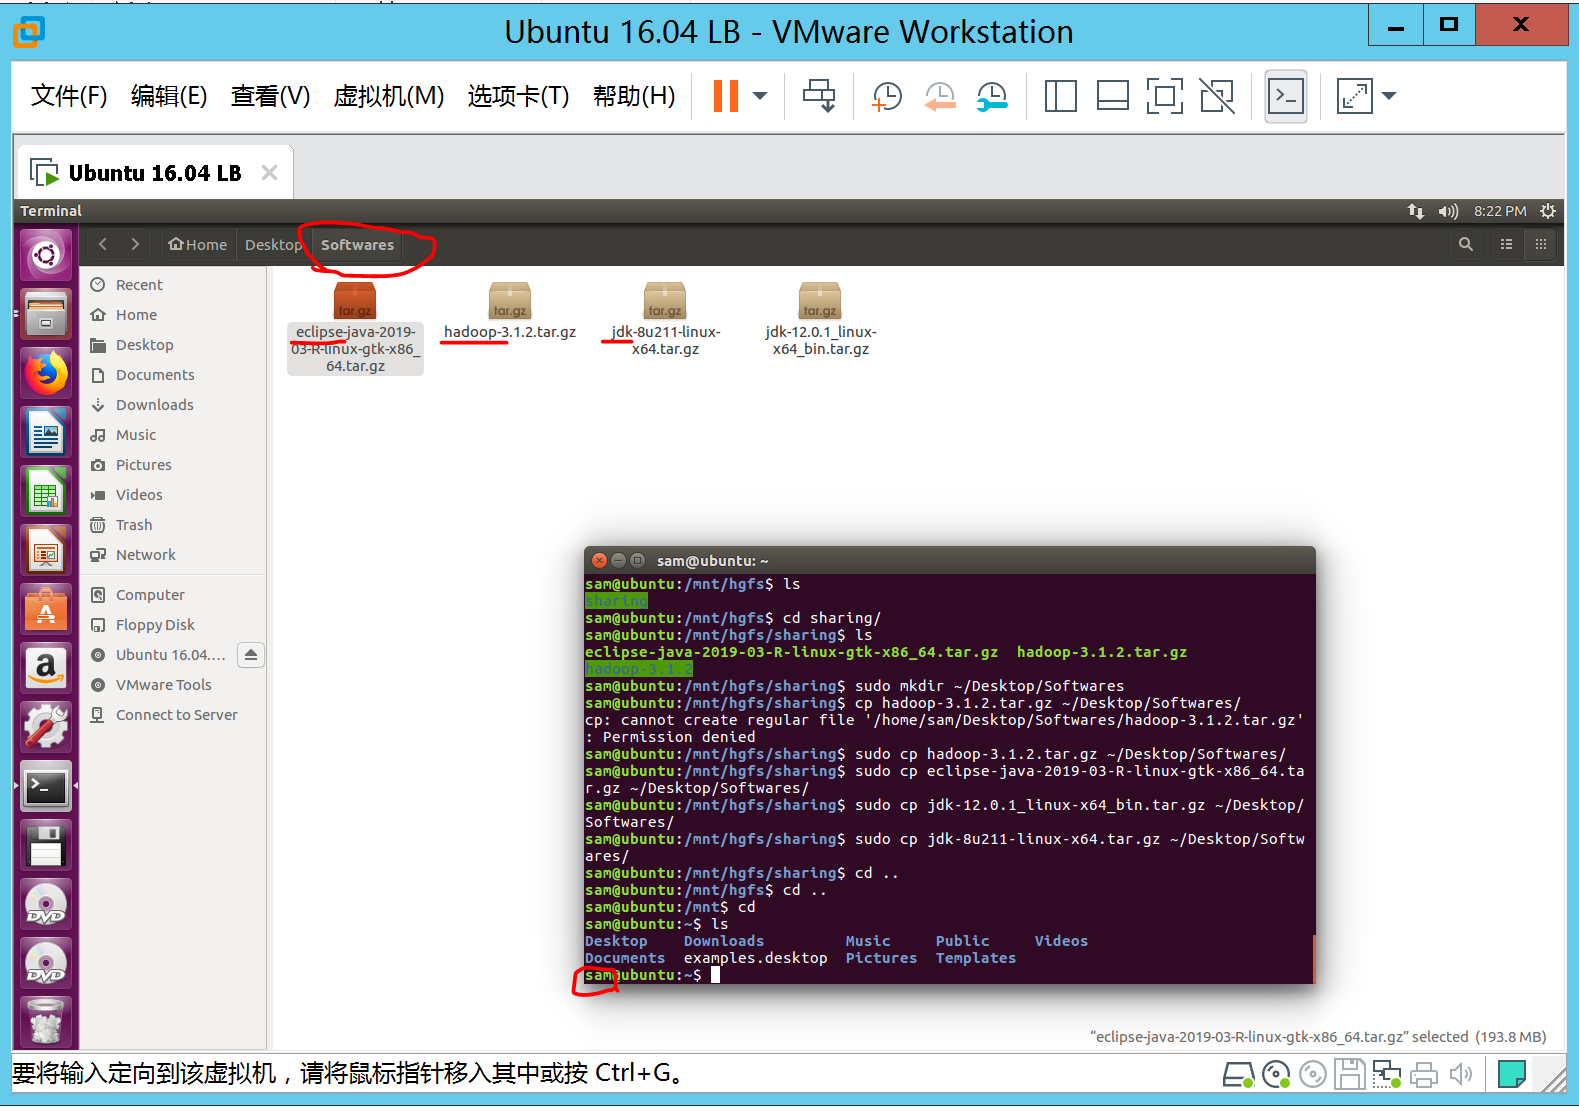 Ubuntu 16.04 LB - VMware Workstation
文件(F) 编辑(E) 查看(V) 虚拟机(M) 选项卡(T) 帮助(H)
Ubuntu 16.04 LB
Terminal
8:22 PM
Home Desktop Softwares
Recent
Home
Desktop
Documents
Downloads
Music
Pictures
Videos
Trash
Network
Computer
Floppy Disk
Ubuntu 16.04....
VMware Tools
Connect to Server
tar.gz
eclipse-java-2019-
03-R-linux-gtk-x86_
64.tar.gz
tar.gz
hadoop-3.1.2.tar.gz
tar.gz
jdk-8u211-linux-
x64.tar.gz
tar.gz
jdk-12.0.1_linux-
x64_bin.tar.gz
sam@ubuntu: ~
sam@ubuntu:/mnt/hgfs$ ls
sharing
sam@ubuntu:/mnt/hgfs$ cd sharing/
sam@ubuntu:/mnt/hgfs/sharing$ ls
eclipse-java-2019-03-R-linux-gtk-x86_64.tar.gz hadoop-3.1.2.tar.gz
hadoop-3.1.2
sam@ubuntu:/mnt/hgfs/sharing$ sudo mkdir ~/Desktop/Softwares
sam@ubuntu:/mnt/hgfs/sharing$ cp hadoop-3.1.2.tar.gz ~/Desktop/Softwares/
cp: cannot create regular file '/home/sam/Desktop/Softwares/hadoop-3.1.2.tar.gz'
: Permission denied
sam@ubuntu:/mnt/hgfs/sharing$ sudo cp hadoop-3.1.2.tar.gz ~/Desktop/Softwares/
sam@ubuntu:/mnt/hgfs/sharing$ sudo cp eclipse-java-2019-03-R-linux-gtk-x86_64.ta
r.gz ~/Desktop/Softwares/
sam@ubuntu:/mnt/hgfs/sharing$ sudo cp jdk-12.0.1_linux-x64_bin.tar.gz ~/Desktop/
Softwares/
sam@ubuntu:/mnt/hgfs/sharing$ sudo cp jdk-8u211-linux-x64.tar.gz ~/Desktop/Softw
ares/
sam@ubuntu:/mnt/hgfs/sharing$ cd ..
sam@ubuntu:/mnt/hgfs$ cd ..
sam@ubuntu:/mnt$ cd
sam@ubuntu:~$ ls
Desktop Downloads Music Public Videos
Documents examples.desktop Pictures Templates
sam@ubuntu:~$
DVD
DVD
“eclipse-java-2019-03-R-linux-gtk-x86_64.tar.gz” selected (193.8 MB)
要将输入定向到该虚拟机，请将鼠标指针移入其中或按 Ctrl+G。